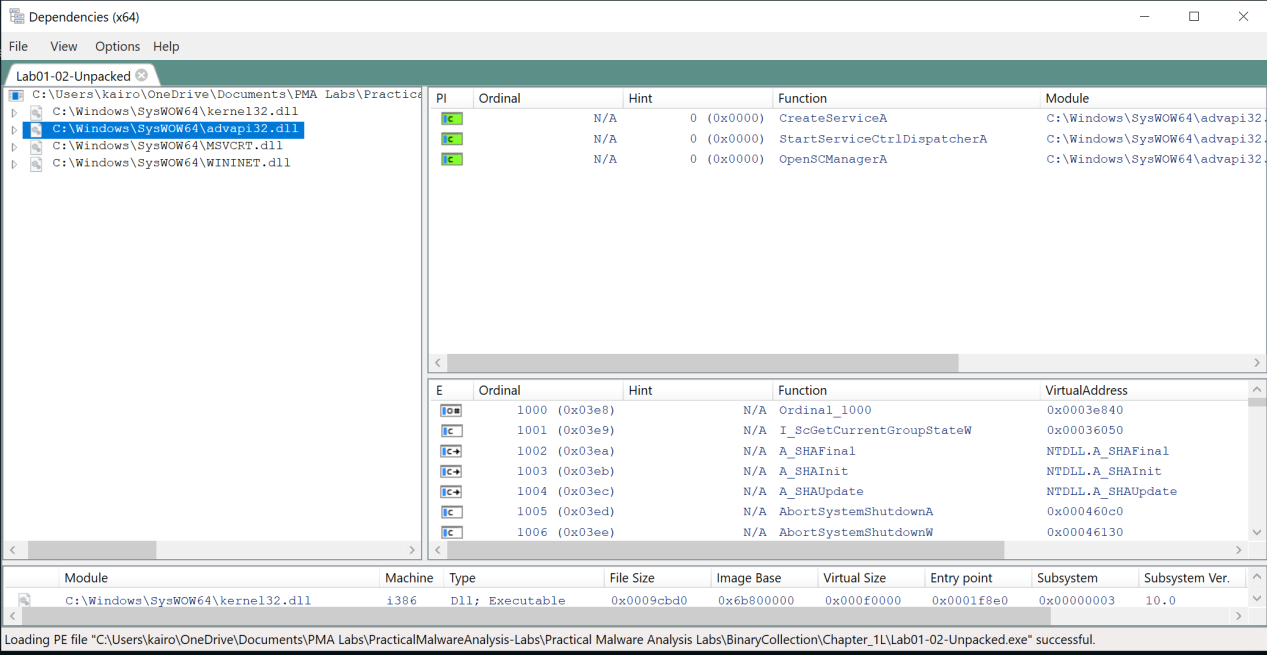 Dependencies (x64)
File View Options Help
Lab01-02-Unpacked
C:\Users\kairo\OneDrive\Documents\PMA Labs\Practica
C:\Windows\SysWOW64\kernel32.dll
C:\Windows\SysWOW64\advapi32.dll
C:\Windows\SysWOW64\MSVCRT.dll
C:\Windows\SysWOW64\WININET.dll
PI Ordinal Hint Function Module
C N/A 0 (0x0000) CreateServiceA C:\Windows\SysWOW64\advapi32.
C N/A 0 (0x0000) StartServiceCtrlDispatcherA C:\Windows\SysWOW64\advapi32.
C N/A 0 (0x0000) OpenSCManagerA C:\Windows\SysWOW64\advapi32.
E Ordinal Hint Function VirtualAddress
O 1000 (0x03e8) N/A Ordinal_1000 0x0003e840
C 1001 (0x03e9) N/A I_ScGetCurrentGroupStateW 0x00036050
C 1002 (0x03ea) N/A A_SHAFinal NTDLL.A_SHAFinal
C 1003 (0x03eb) N/A A_SHAInit NTDLL.A_SHAInit
C 1004 (0x03ec) N/A A_SHAUpdate NTDLL.A_SHAUpdate
C 1005 (0x03ed) N/A AbortSystemShutdownA 0x000460c0
C 1006 (0x03ee) N/A AbortSystemShutdownW 0x00046130
Module Machine Type File Size Image Base Virtual Size Entry point Subsystem Subsystem Ver.
C:\Windows\SysWOW64\kernel32.dll i386 Dll; Executable 0x0009cbd0 0x6b800000 0x000f0000 0x0001f8e0 0x00000003 10.0
Loading PE file "C:\Users\kairo\OneDrive\Documents\PMA Labs\PracticalMalwareAnalysis-Labs\Practical Malware Analysis Labs\BinaryCollection\Chapter_1L\Lab01-02-Unpacked.exe" successful.